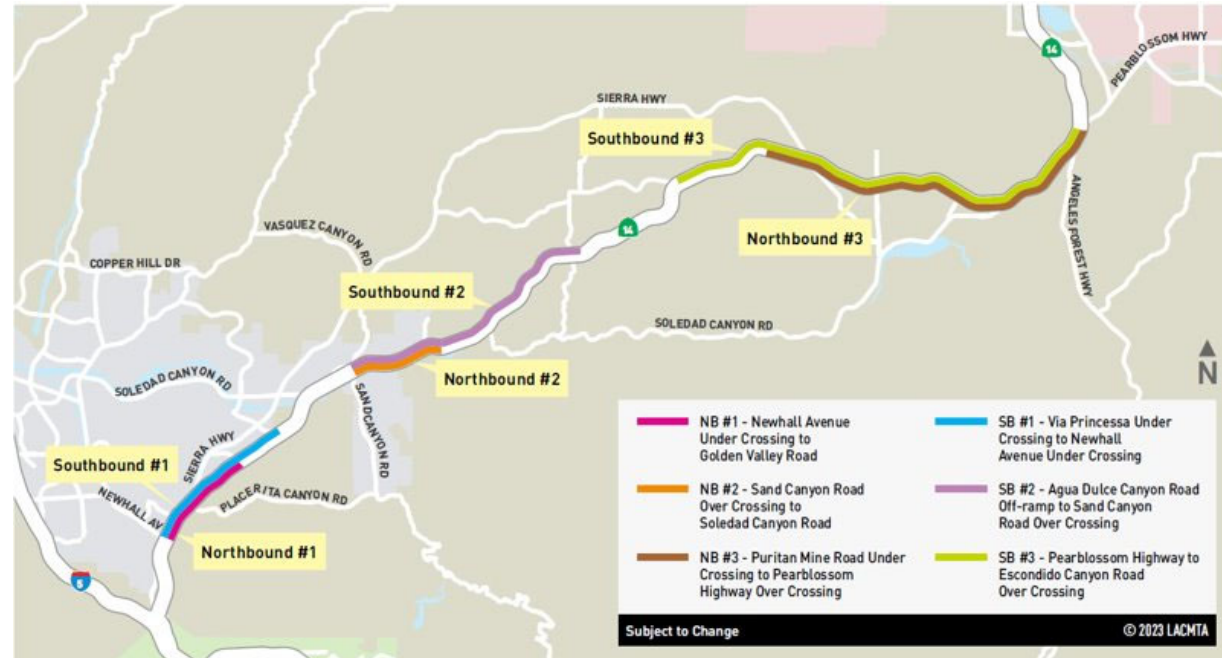 14
PEARBLOSSOM HWY
SIERRA HWY
Southbound #3
ANGELES FOREST HWY
VASQUEZ CANYON RD
14
Northbound #3
COPPER HILL DR
Southbound #2
SOLEDAD CANYON RD
N
Northbound #2
SOLEDAD CANYON RD
SANDCANYON RD
SIERRA HWY
Southbound #1
PLACERITA CANYON RD
NEWHALL AV
Northbound #1
5
NB #1 - Newhall Avenue
Under Crossing to
Golden Valley Road
NB #2 - Sand Canyon Road
Over Crossing to
Soledad Canyon Road
NB #3 - Puritan Mine Road Under
Crossing to Pearblossom
Highway Over Crossing
SB #1 - Via Princessa Under
Crossing to Newhall
Avenue Under Crossing
SB #2 - Agua Dulce Canyon Road
Off-ramp to Sand Canyon
Road Over Crossing
SB #3 - Pearblossom Highway to
Escondido Canyon Road
Over Crossing
Subject to Change
© 2023 LACMTA